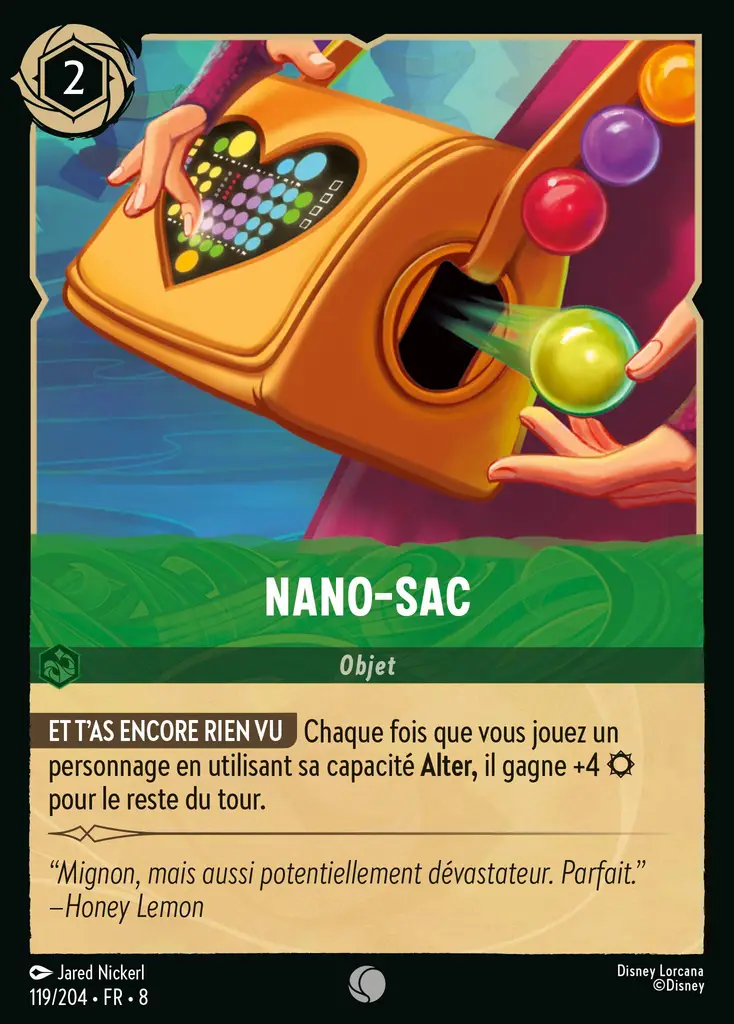 2
NANO-SAC
Objet
ET T'AS ENCORE RIEN VU Chaque fois que vous jouez un
personnage en utilisant sa capacité Alter, il gagne +4
pour le reste du tour.
“Mignon, mais aussi potentiellement dévastateur. Parfait.”
–Honey Lemon
Jared Nickerl
119/204 • FR • 8
Disney Lorcana
©Disney